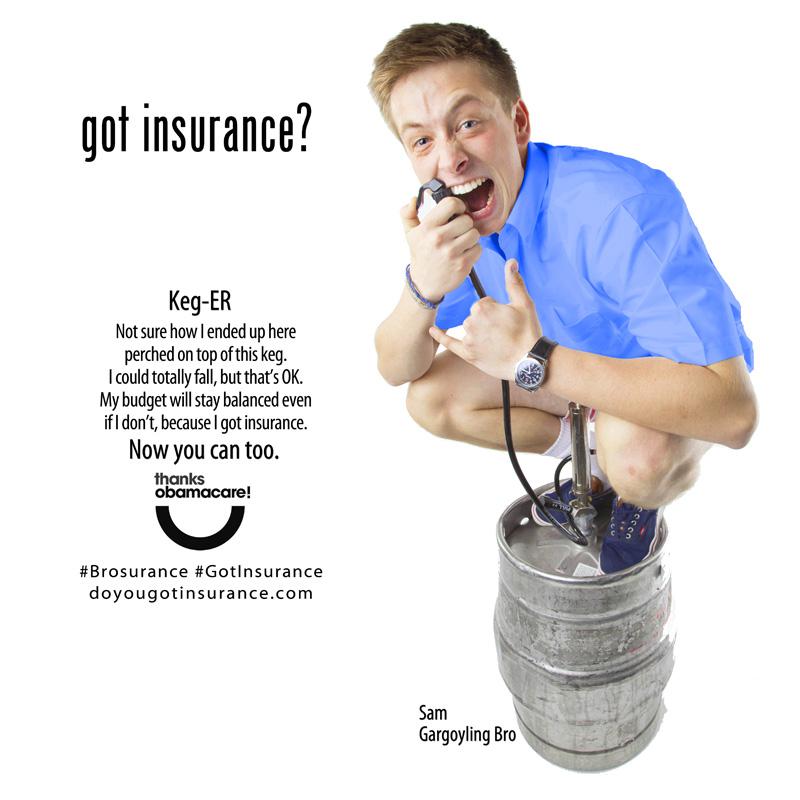 got insurance?
Keg-ER
Not sure how I ended up here
perched on top of this keg.
I could totally fall, but that's OK.
My budget will stay balanced even
if I don't, because I got insurance.
Now you can too.
thanks
obamacare!
#Brosurance #GotInsurance
doyougotinsurance.com
Sam
Gargoyling Bro